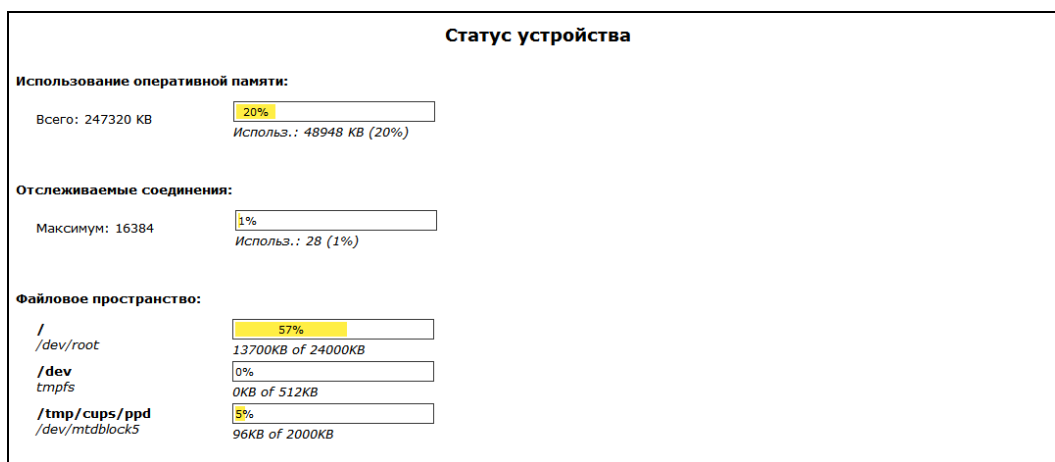 Статус устройства
Использование оперативной памяти:
Всего: 247320 KB
20%
Использ.: 48948 KB (20%)
Отслеживаемые соединения:
Максимум: 16384
1%
Использ.: 28 (1%)
Файловое пространство:
/
57%
/dev/root
13700KB of 24000KB
/dev
0%
tmpfs
0KB of 512KB
/tmp/cups/ppd
5%
/dev/mtdblock5
96KB of 2000KB